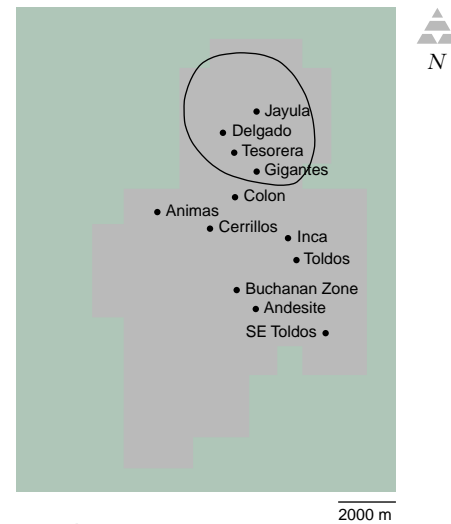 N
Jayula
Delgado
Tesorera
Gigantes
Colon
Animas
Cerrillos
Inca
Toldos
Buchanan Zone
Andesite
SE Toldos
2000 m